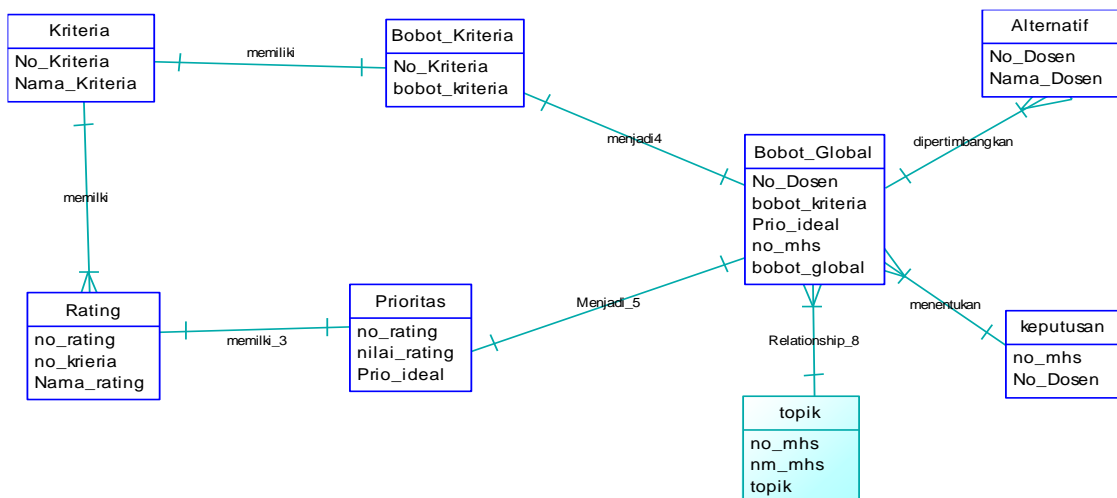 Kriteria
No_Kriteria
Nama_Kriteria
memiliki
Bobot_Kriteria
No_Kriteria
bobot_kriteria
Alternatif
No_Dosen
Nama_Dosen
menjadi4
dipertimbangkan
Bobot_Global
No_Dosen
bobot_kriteria
Prio_ideal
no_mhs
bobot_global
memilki
Rating
no_rating
no_krieria
Nama_rating
memilki_3
Prioritas
no_rating
nilai_rating
Prio_ideal
Menjadi_5
menentukan
Relationship_8
keputusan
no_mhs
No_Dosen
topik
no_mhs
nm_mhs
topik